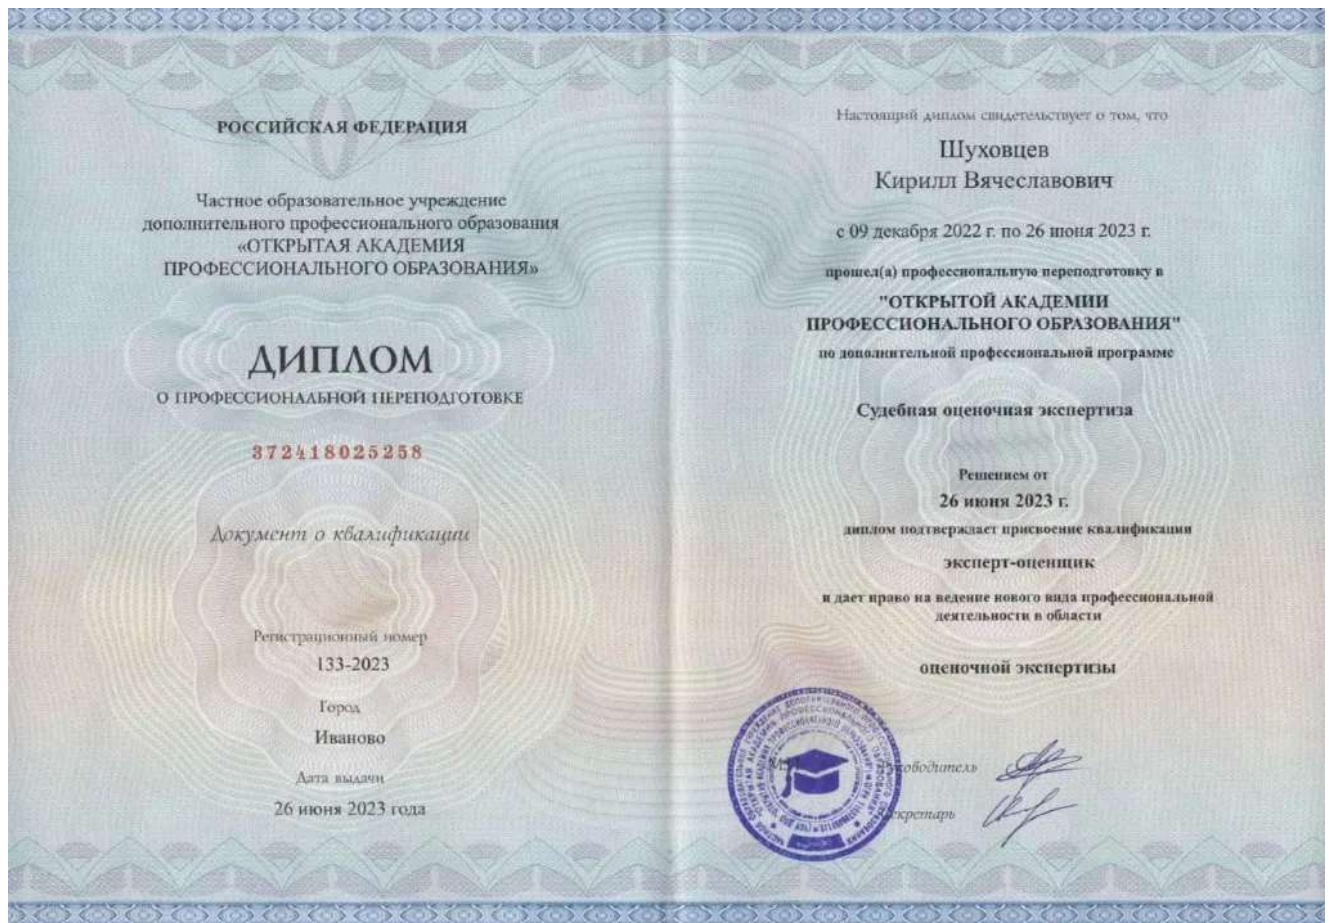 РОССИЙСКАЯ ФЕДЕРАЦИЯ
Частное образовательное учреждение
дополнительного профессионального образования
«ОТКРЫТАЯ АКАДЕМИЯ
ПРОФЕССИОНАЛЬНОГО ОБРАЗОВАНИЯ»
ДИПЛОМ
О ПРОФЕССИОНАЛЬНОЙ ПЕРЕПОДГОТОВКЕ
372418025258
Документ о квалификации
Регистрационный номер
133-2023
Город
Иваново
Дата выдачи
26 июня 2023 года
Настоящий диплом свидетельствует о том, что
Шуховцев
Кирилл Вячеславович
с 09 декабря 2022 г. по 26 июня 2023 г.
прошел(а) профессиональную переподготовку в
"ОТКРЫТОЙ АКАДЕМИИ
ПРОФЕССИОНАЛЬНОГО ОБРАЗОВАНИЯ"
по дополнительной профессиональной программе
Судебная оценочная экспертиза
Решением от
26 июня 2023 г.
диплом подтверждает присвоение квалификации
эксперт-оценщик
и дает право на ведение нового вида профессиональной
деятельности в области
оценочной экспертизы
Руководитель
Секретарь